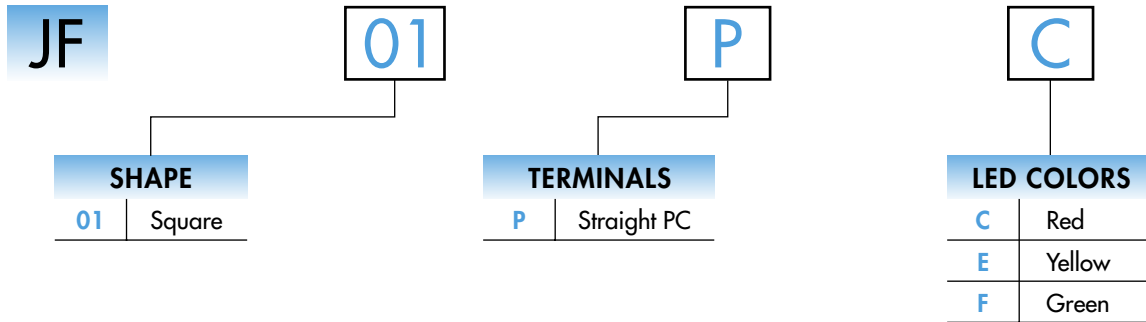 JF 01 P C
SHAPE
01 Square
TERMINALS
P Straight PC
LED COLORS
C Red
E Yellow
F Green